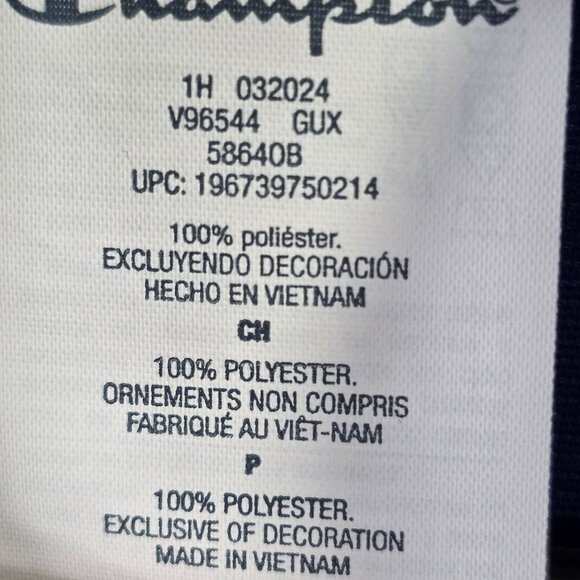 Champion
1H 032024
V96544 GUX
58640B
UPC: 196739750214
100% poliéster.
EXCLUYENDO DECORACIÓN
HECHO EN VIETNAM
CH
100% POLYESTER.
ORNEMENTS NON COMPRIS
FABRIQUÉ AU VIÊT-NAM
P
100% POLYESTER.
EXCLUSIVE OF DECORATION
MADE IN VIETNAM